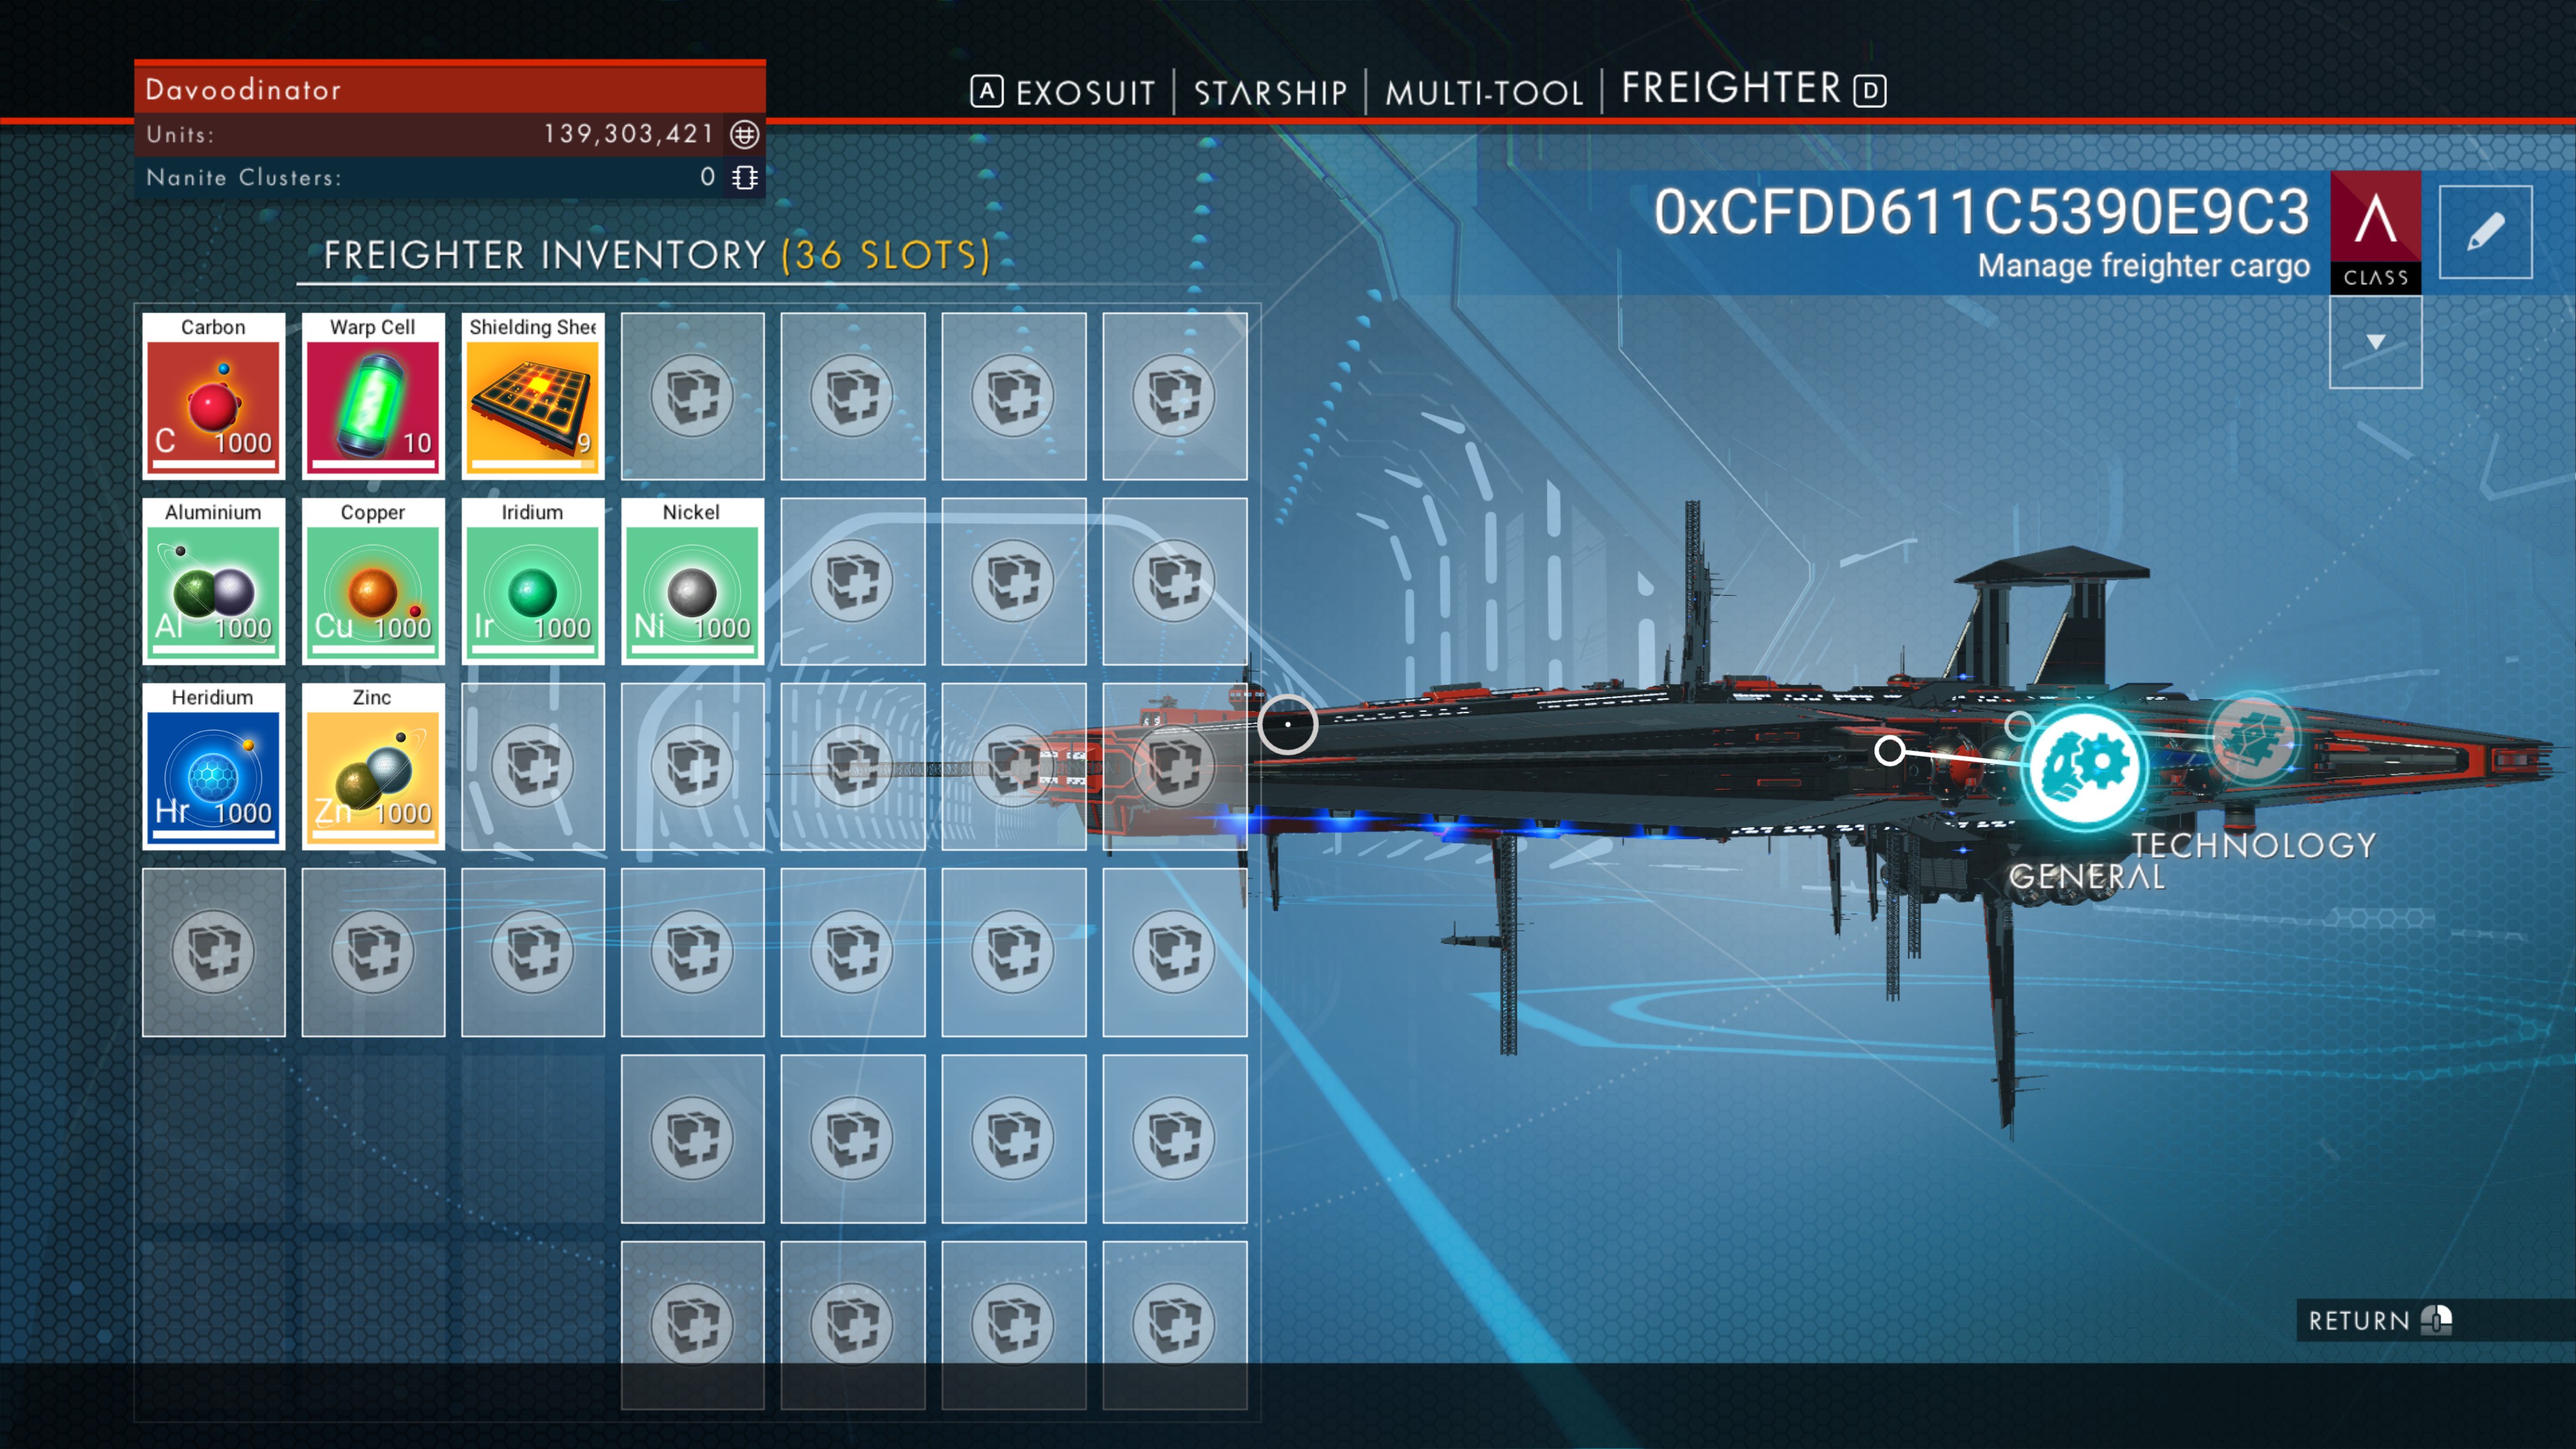 Davoodinator
Units: 139,303,421
Nanite Clusters: 0
A EXOSUIT STARSHIP MULTI-TOOL FREIGHTER D
0xCFDD611C5390E9C3
Manage freighter cargo
A
CLASS
FREIGHTER INVENTORY (36 SLOTS)
Carbon Warp Cell Shielding Shee
C 1000 10 9
Aluminium Copper Iridium Nickel
Al 1000 Cu 1000 Ir 1000 Ni 1000
Heridium Zinc
Hr 1000 Zn 1000
TECHNOLOGY
GENERAL
RETURN